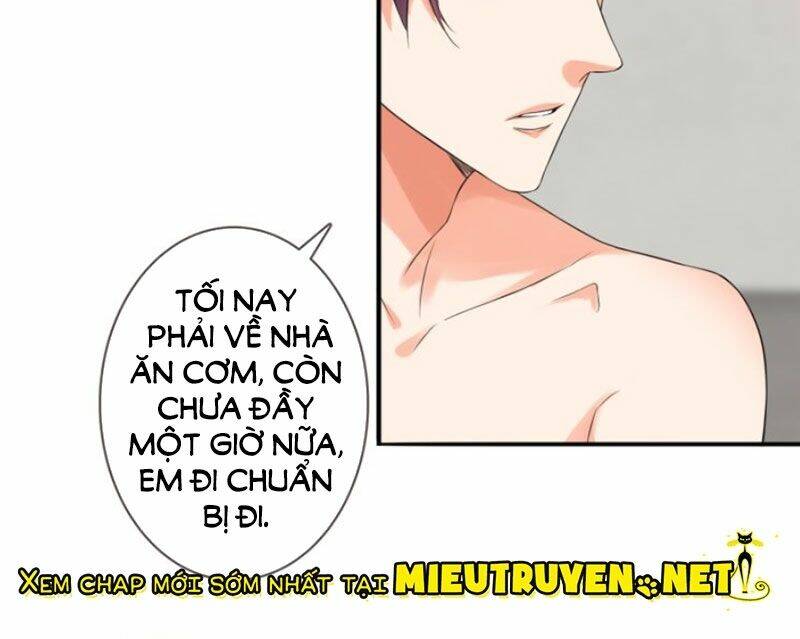 TỐI NAY
PHẢI VỀ NHÀ
ĂN CƠM, CÒN
CHƯA ĐẦY
MỘT GIỜ NỮA,
EM ĐI CHUẨN
BỊ ĐI.
XEM CHAP MỚI SỚM NHẤT TẠI MIEUTRUYEN.NET